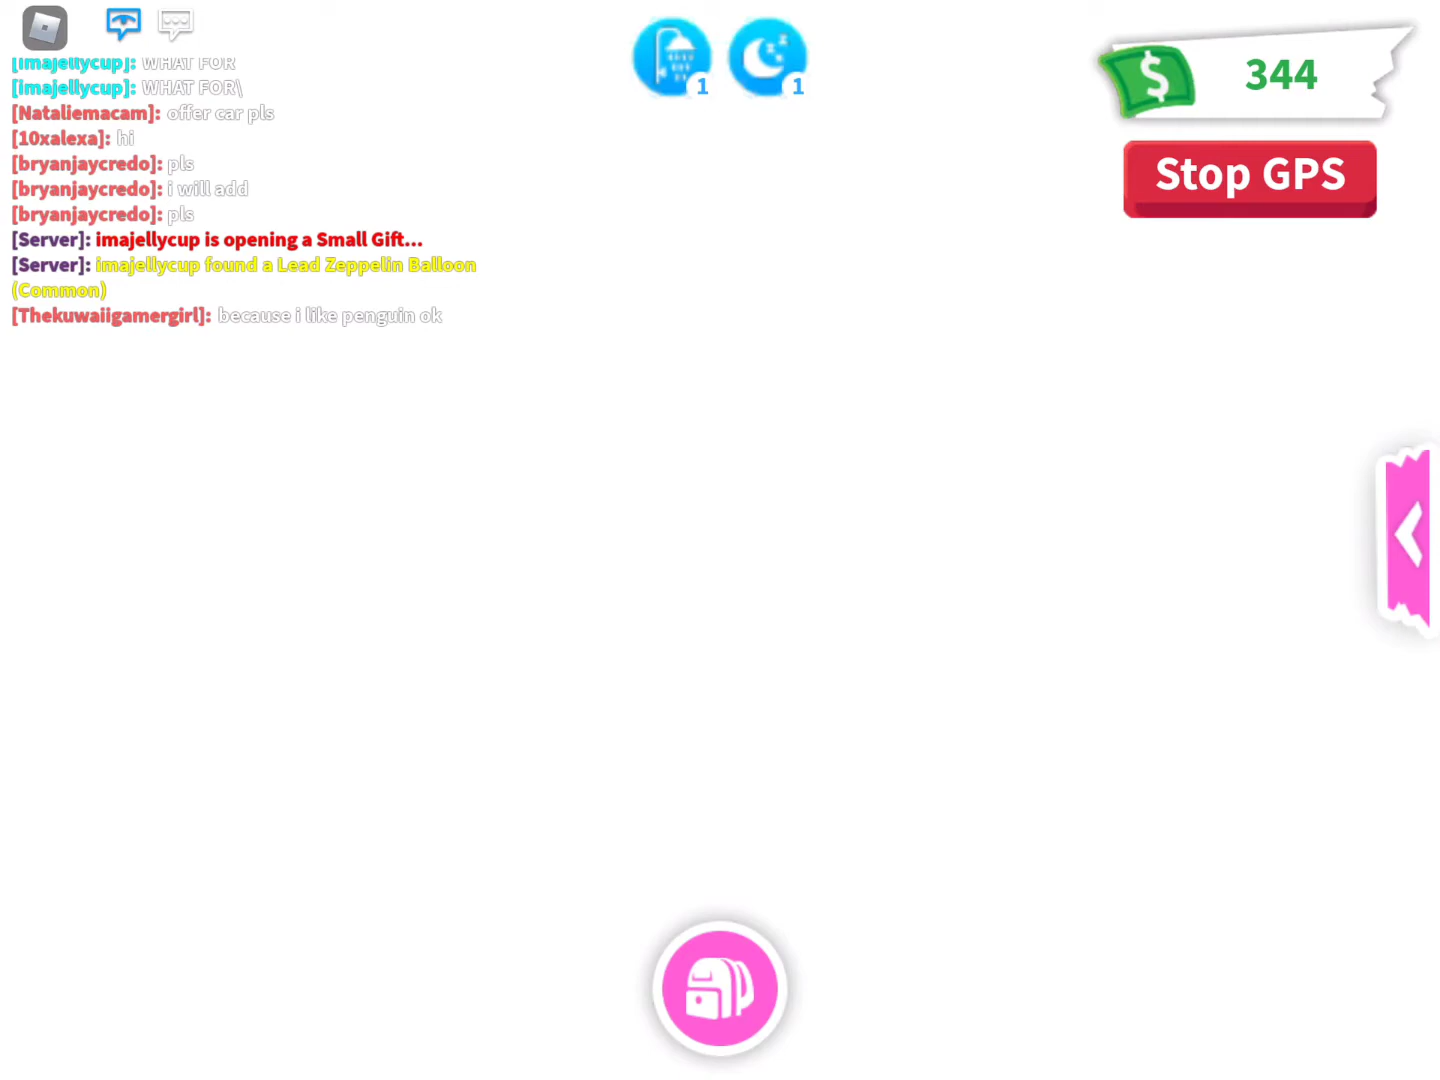 [imajellycup]: WHAT FOR
[imajellycup]: WHAT FOR\
[Nataliemacam]: offer car pls
[10xalexa]: hi
[bryanjaycredo]: pls
[bryanjaycredo]: i will add
[bryanjaycredo]: pls
[Server]: imajellycup is opening a Small Gift...
[Server]: imajellycup found a Lead Zeppelin Balloon
(Common)
[Thekuwaiigamergirl]: because i like penguin ok
1
z z 1
$ 344
Stop GPS